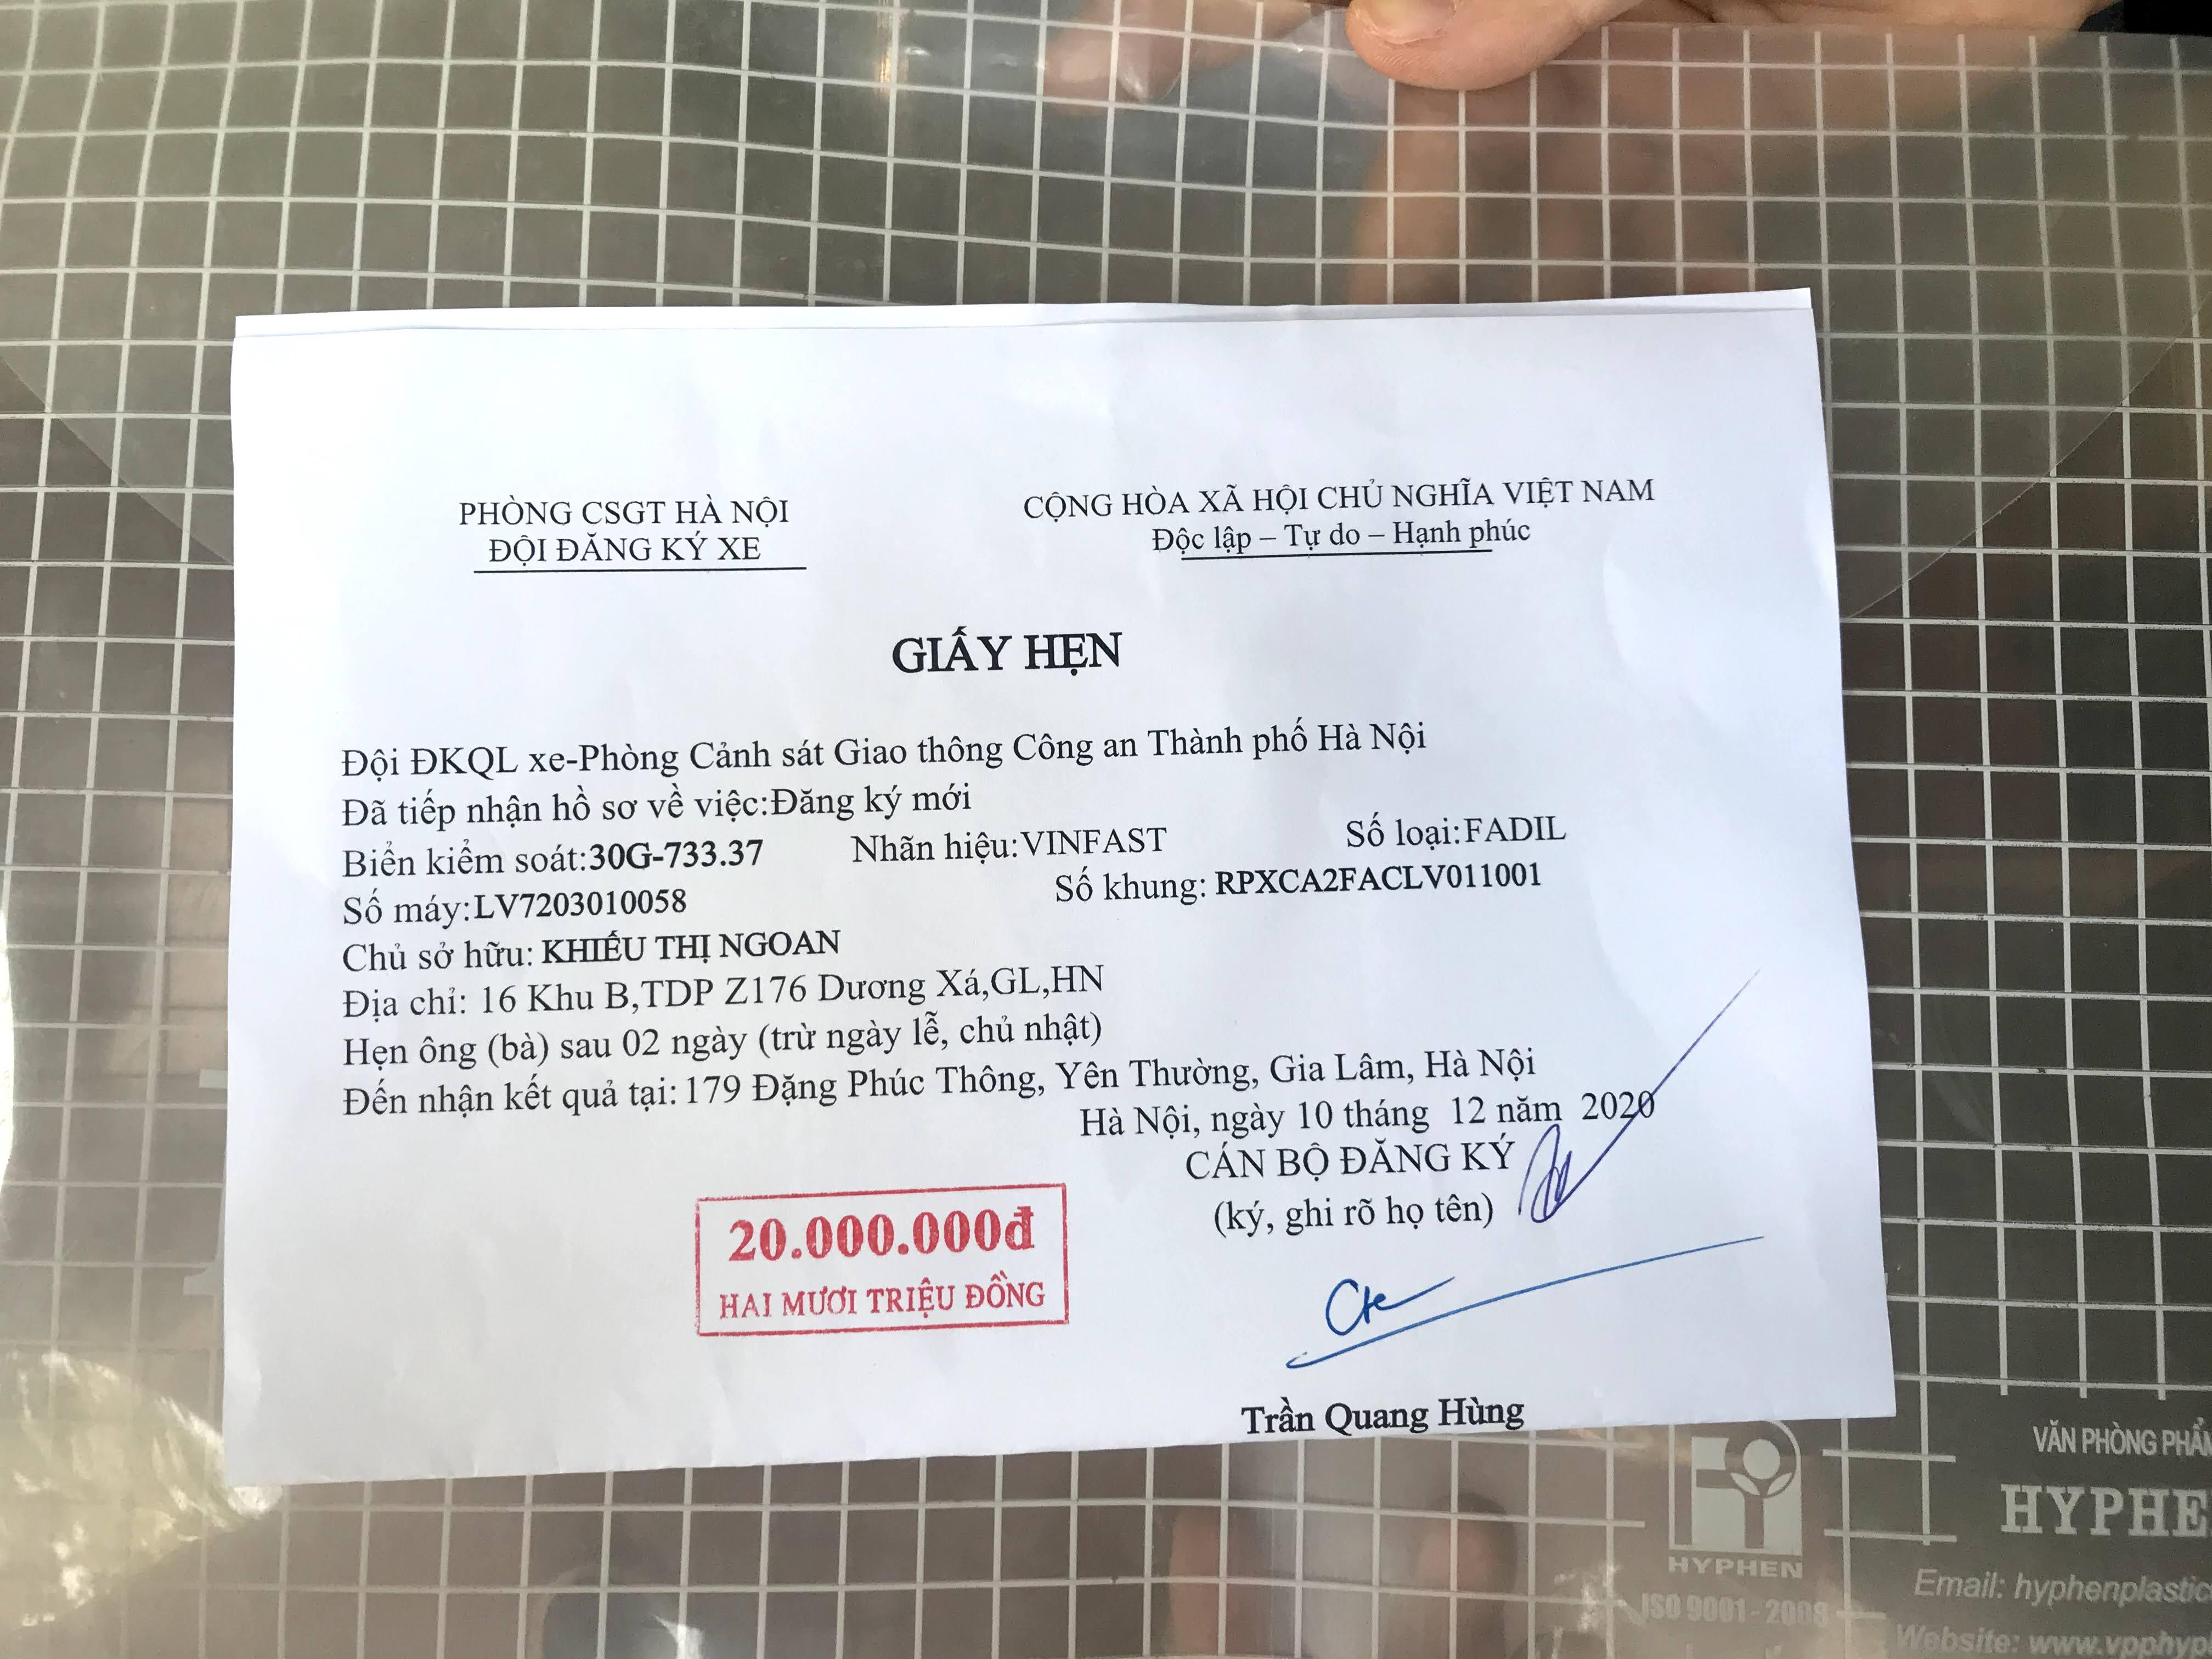 PHÒNG CSGT HÀ NỘI
ĐỘI ĐĂNG KÝ XE
CỘNG HÒA XÃ HỘI CHỦ NGHĨA VIỆT NAM
Độc lập – Tự do – Hạnh phúc
GIẤY HẸN
Đội ĐKQL xe-Phòng Cảnh sát Giao thông Công an Thành phố Hà Nội
Đã tiếp nhận hồ sơ về việc:Đăng ký mới
Biển kiểm soát:30G-733.37 Nhãn hiệu:VINFAST Số loại:FADIL
Số máy:LV7203010058 Số khung: RPXCA2FACLV011001
Chủ sở hữu: KHIẾU THỊ NGOAN
Địa chỉ: 16 Khu B,TDP Z176 Dương Xá,GL,HN
Hẹn ông (bà) sau 02 ngày (trừ ngày lễ, chủ nhật)
Đến nhận kết quả tại: 179 Đặng Phúc Thông, Yên Thường, Gia Lâm, Hà Nội
Hà Nội, ngày 10 tháng 12 năm 2020
CÁN BỘ ĐĂNG KÝ
(ký, ghi rõ họ tên)
20.000.000đ
HAI MƯƠI TRIỆU ĐỒNG
Trần Quang Hùng
HYPHEN
ISO 9001 - 2008
VĂN PHÒNG PHẨ
HYPHE
Email: hyphenplastic
Website: www.vpphyp